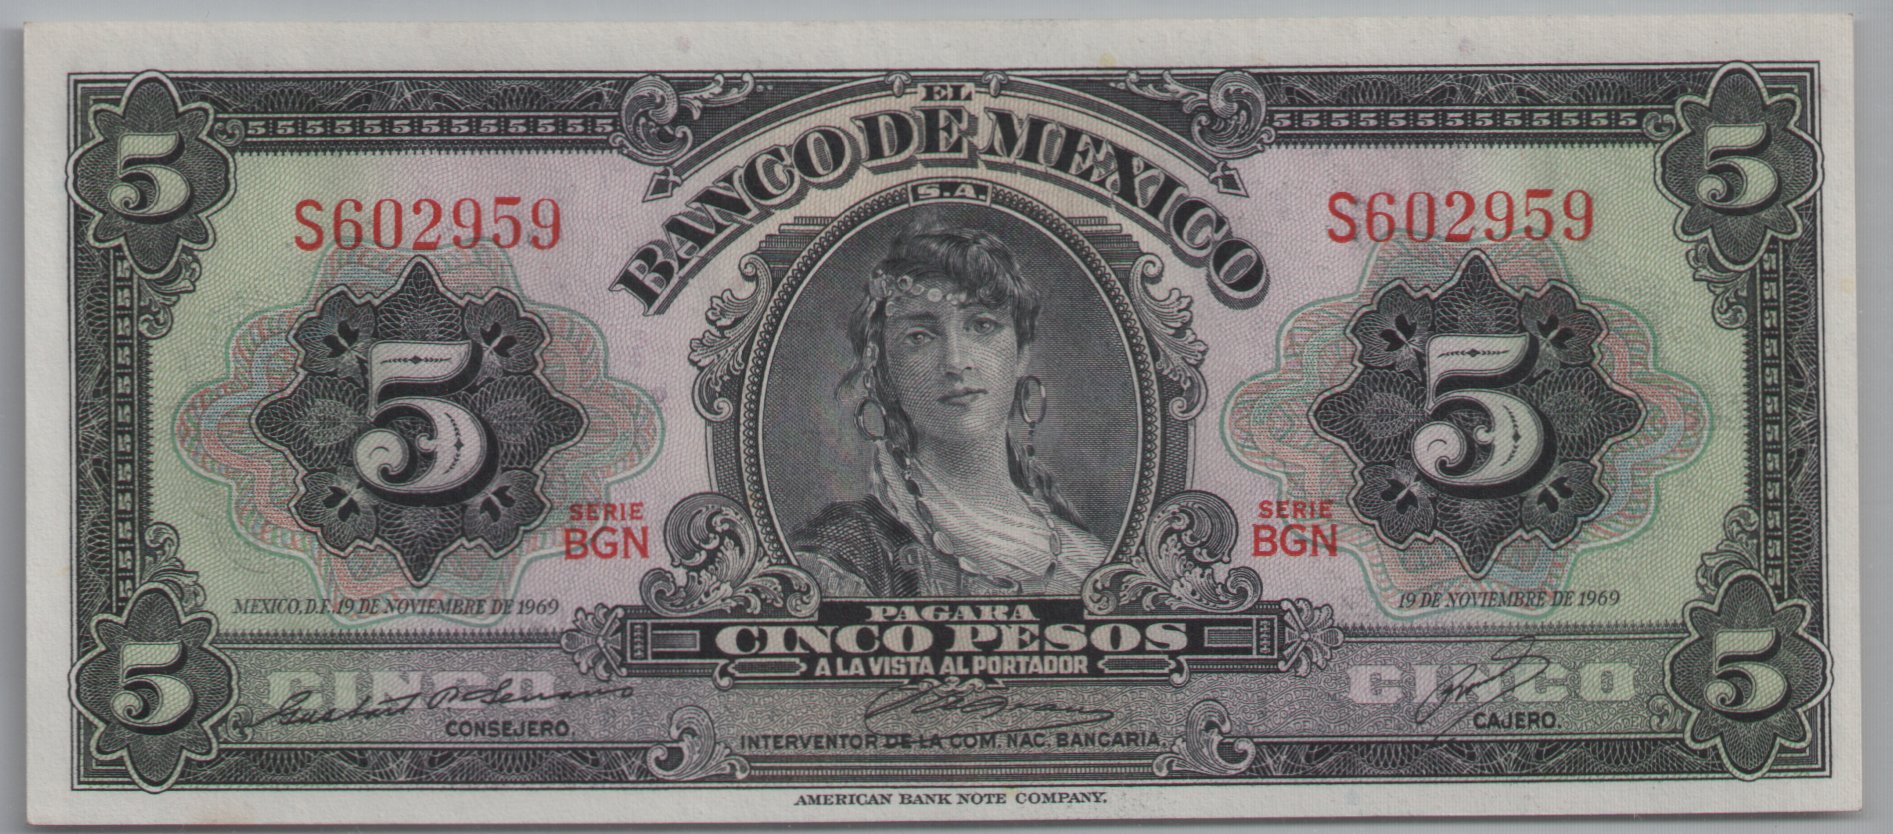 EL
BANCO DE MEXICO
S.A.
5 5
S602959 S602959
5 5
SERIE SERIE
BGN BGN
MEXICO, D.F. 19 DE NOVIEMBRE DE 1969 19 DE NOVIEMBRE DE 1969
PAGARA
CINCO PESOS
A LA VISTA AL PORTADOR
5 CINCO CINCO 5
CONSEJERO. INTERVENTOR DE LA COM. NAC. BANCARIA. CAJERO.
AMERICAN BANK NOTE COMPANY.